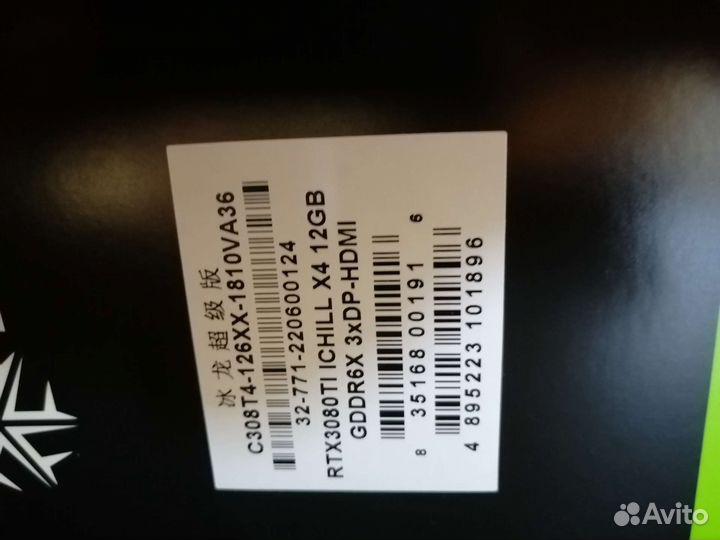 冰龙超级版
C308T4-126XX-1810VA36
32-771-220600124
RTX3080TI ICHILL X4 12GB
GDDR6X 3xDP-HDMI
8 35168 00191 6
4 895223 101896
Avito